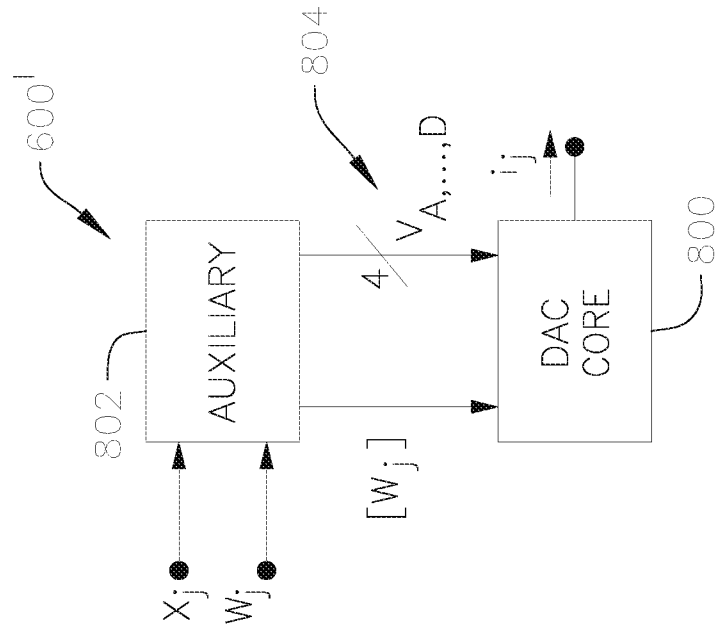 600'
802
804
X_j
W_j
AUXILIARY
4
V_A,...,D
[W_j]
i_j
DAC
CORE
800